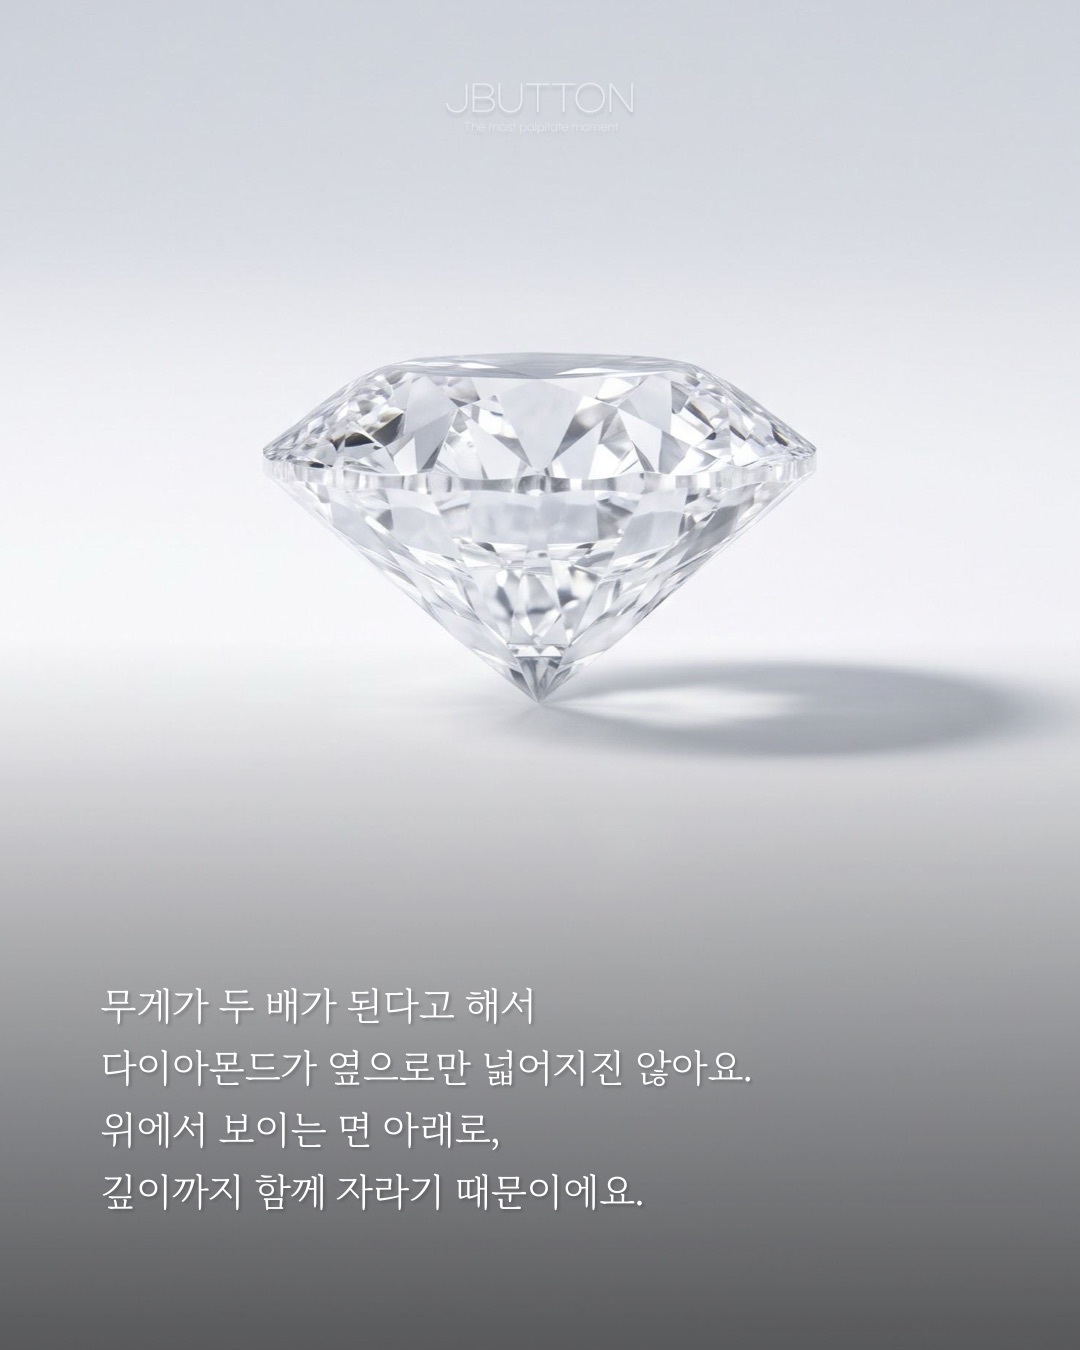 JBUTTON
The most palpitate moment
무게가 두 배가 된다고 해서
다이아몬드가 옆으로만 넓어지진 않아요.
위에서 보이는 면 아래로,
깊이까지 함께 자라기 때문이에요.